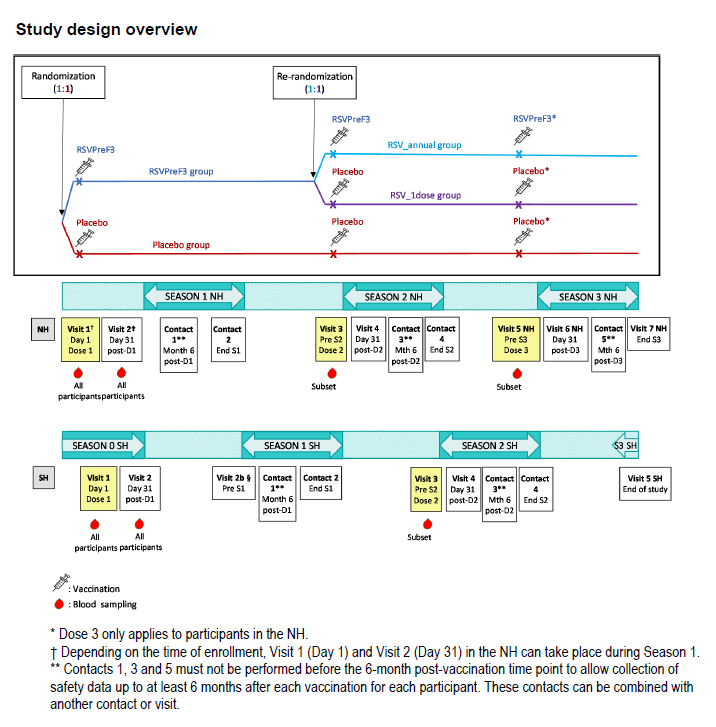 Study design overview
Randomization
(1:1)
Re-randomization
(1:1)
RSVPreF3
RSVPreF3*
RSVPreF3
RSV_annual group
RSVPreF3 group
Placebo
Placebo*
RSV_1dose group
Placebo
Placebo
Placebo*
Placebo group
SEASON 1 NH
SEASON 2 NH
SEASON 3 NH
NH
Visit 1†
Day 1
Dose 1
Visit 2†
Day 31
post-D1
Contact
1**
Month 6
post-D1
Contact
2
End S1
Visit 3
Pre S2
Dose 2
Visit 4
Day 31
post-D2
Contact
3**
Mth 6
post-D2
Contact
4
End S2
Visit 5 NH
Pre S3
Dose 3
Visit 6 NH
Day 31
post-D3
Contact
5**
Mth 6
post-D3
Visit 7 NH
End S3
All
participants
All
participants
Subset
Subset
SEASON 0 SH
SEASON 1 SH
SEASON 2 SH
S3 SH
SH
Visit 1
Day 1
Dose 1
Visit 2
Day 31
post-D1
Visit 2b §
Pre S1
Contact
1**
Month 6
post-D1
Contact 2
End S1
Visit 3
Pre S2
Dose 2
Visit 4
Day 31
post-D2
Contact
3**
Mth 6
post-D2
Contact
4
End S2
Visit 5 SH
End of study
All
participants
All
participants
Subset
: Vaccination
: Blood sampling
* Dose 3 only applies to participants in the NH.
† Depending on the time of enrollment, Visit 1 (Day 1) and Visit 2 (Day 31) in the NH can take place during Season 1.
** Contacts 1, 3 and 5 must not be performed before the 6-month post-vaccination time point to allow collection of
safety data up to at least 6 months after each vaccination for each participant. These contacts can be combined with
another contact or visit.